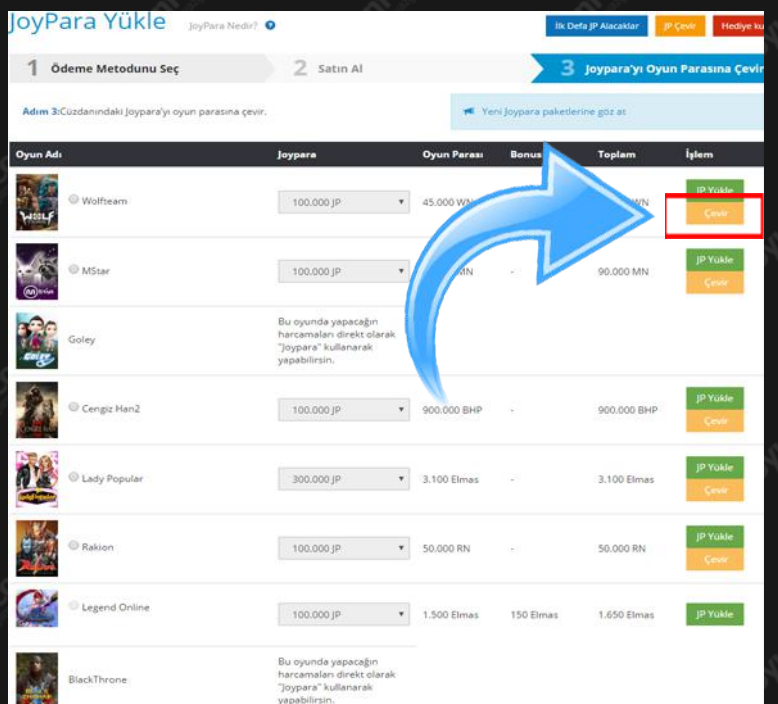 JoyPara Yükle JoyPara Nedir?
İlk Defa JP Alacaklar JP Çevir Hediye ku
1 Ödeme Metodunu Seç 2 Satın Al 3 Joypara'yı Oyun Parasına Çevir
Adım 3:Cüzdanındaki Joypara'yı oyun parasına çevir. Yeni Joypara paketlerine göz at
Oyun Adı Joypara Oyun Parası Bonus Toplam İşlem
Wolfteam 100.000 JP 45.000 WN WN JP Yükle
Çevir
MStar 100.000 JP MN - 90.000 MN JP Yükle
Çevir
Goley
Bu oyunda yapacağın
harcamaları direkt olarak
"Joypara" kullanarak
yapabilirsin.
Cengiz Han2 100.000 JP 900.000 BHP - 900.000 BHP JP Yükle
Çevir
Lady Popular 300.000 JP 3.100 Elmas - 3.100 Elmas JP Yükle
Çevir
Rakion 100.000 JP 50.000 RN - 50.000 RN JP Yükle
Çevir
Legend Online 100.000 JP 1.500 Elmas 150 Elmas 1.650 Elmas JP Yükle
BlackThrone
Bu oyunda yapacağın
harcamaları direkt olarak
"Joypara" kullanarak
yapabilirsin.